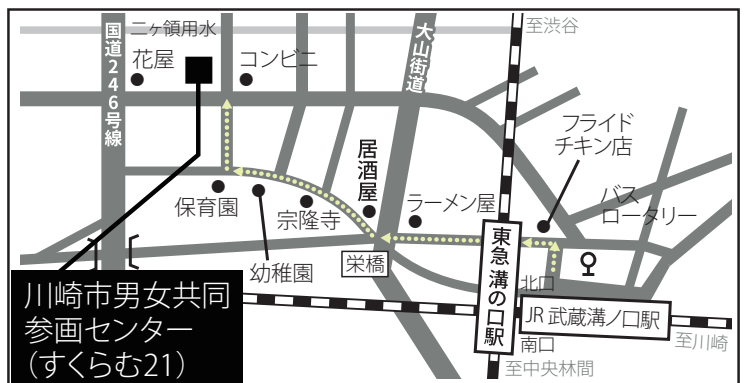 至渋谷
二ヶ領用水
国道246号線
花屋
コンビニ
大山街道
フライド
チキン店
居酒屋
保育園
宗隆寺
ラーメン屋
バス
ロータリー
幼稚園
栄橋
東急 溝の口駅
北口
JR 武蔵溝ノ口駅
南口
至川崎
至中央林間
川崎市男女共同
参画センター
(すくらむ21)